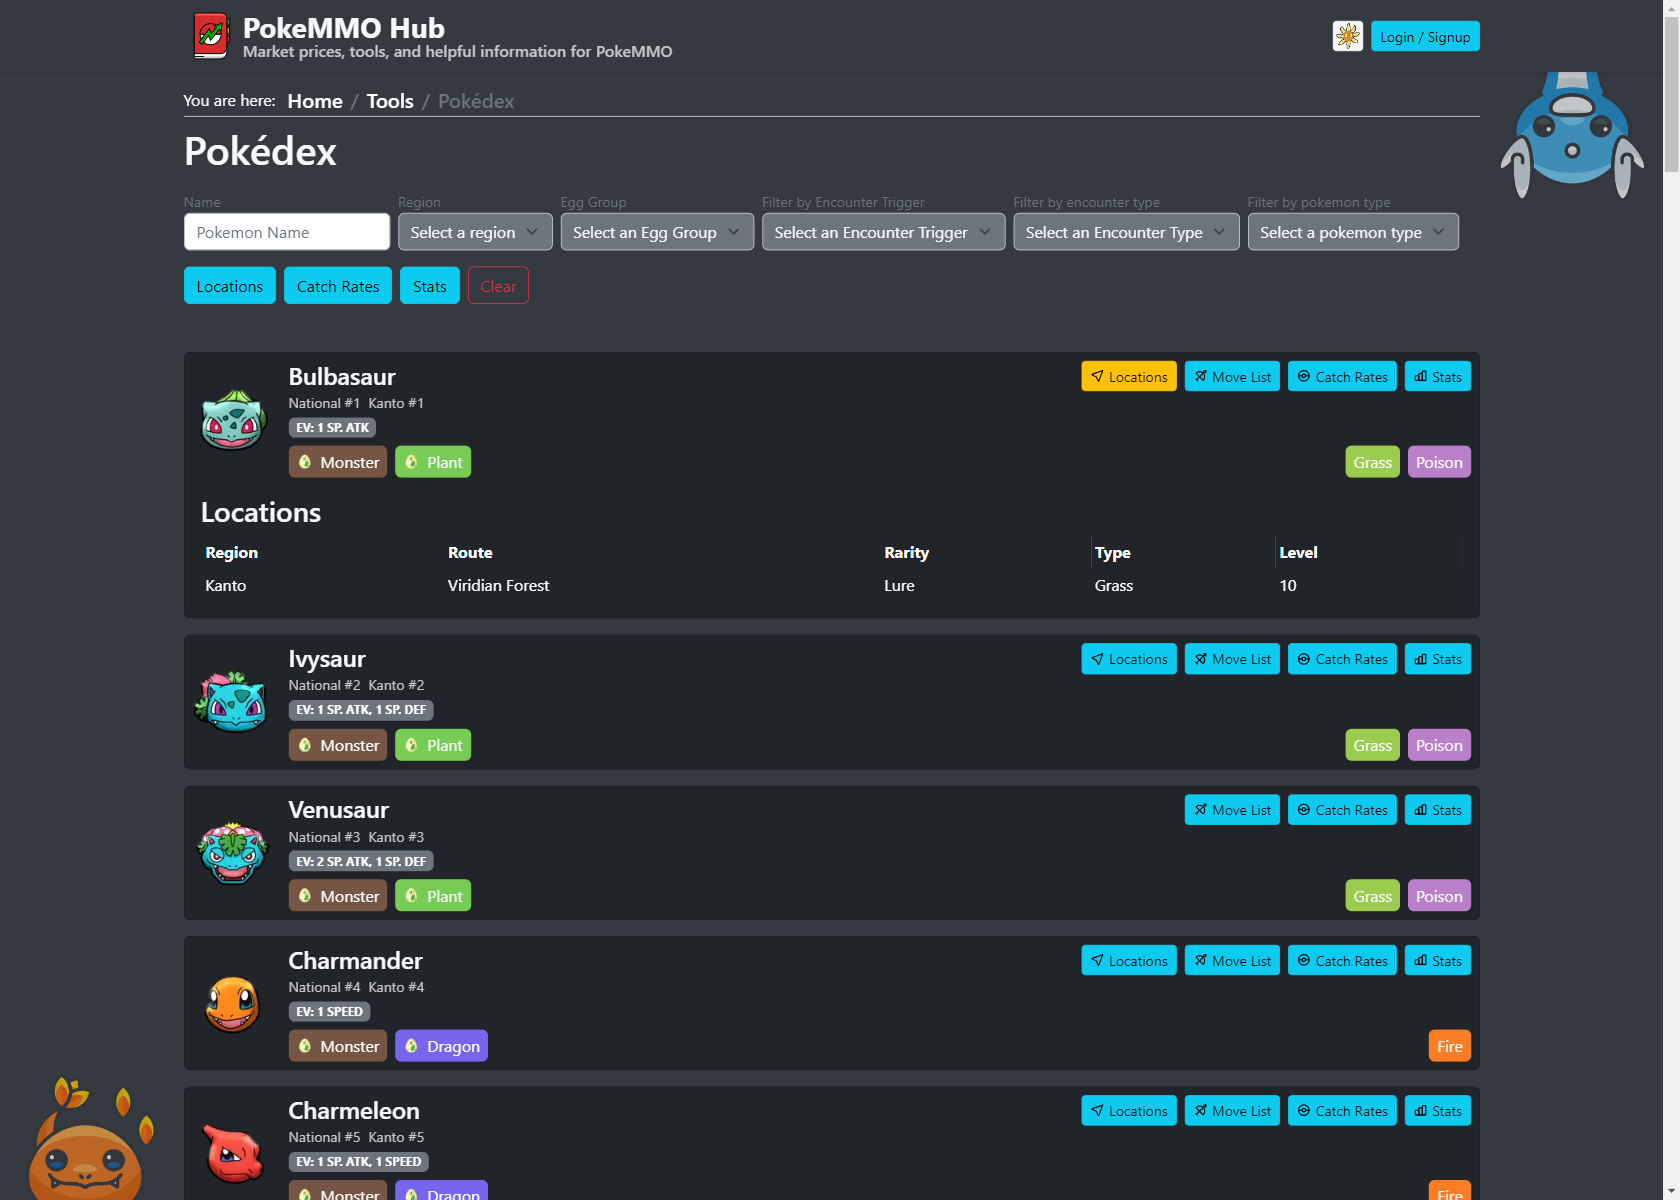 PokeMMO Hub
Market prices, tools, and helpful information for PokeMMO
Login / Signup
You are here: Home / Tools / Pokédex
Pokédex
Name Region Egg Group Filter by Encounter Trigger Filter by encounter type Filter by pokemon type
Pokemon Name Select a region Select an Egg Group Select an Encounter Trigger Select an Encounter Type Select a pokemon type
Locations Catch Rates Stats Clear
Bulbasaur Locations Move List Catch Rates Stats
National #1 Kanto #1
EV: 1 SP. ATK
Monster Plant Grass Poison
Locations
Region Route Rarity Type Level
Kanto Viridian Forest Lure Grass 10
Ivysaur Locations Move List Catch Rates Stats
National #2 Kanto #2
EV: 1 SP. ATK, 1 SP. DEF
Monster Plant Grass Poison
Venusaur Move List Catch Rates Stats
National #3 Kanto #3
EV: 2 SP. ATK, 1 SP. DEF
Monster Plant Grass Poison
Charmander Locations Move List Catch Rates Stats
National #4 Kanto #4
EV: 1 SPEED
Monster Dragon Fire
Charmeleon Locations Move List Catch Rates Stats
National #5 Kanto #5
EV: 1 SP. ATK, 1 SPEED
Monster Dragon Fire